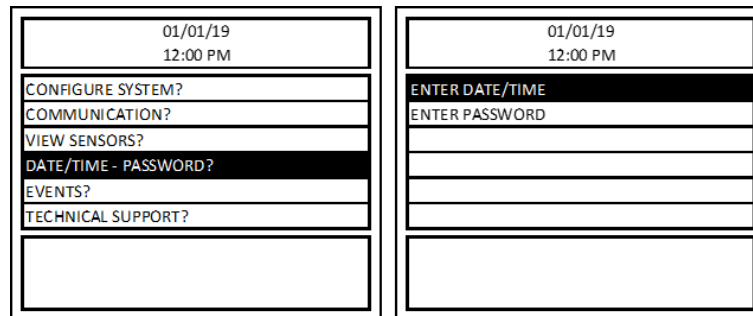 01/01/19
12:00 PM
CONFIGURE SYSTEM?
COMMUNICATION?
VIEW SENSORS?
DATE/TIME - PASSWORD?
EVENTS?
TECHNICAL SUPPORT?
01/01/19
12:00 PM
ENTER DATE/TIME
ENTER PASSWORD